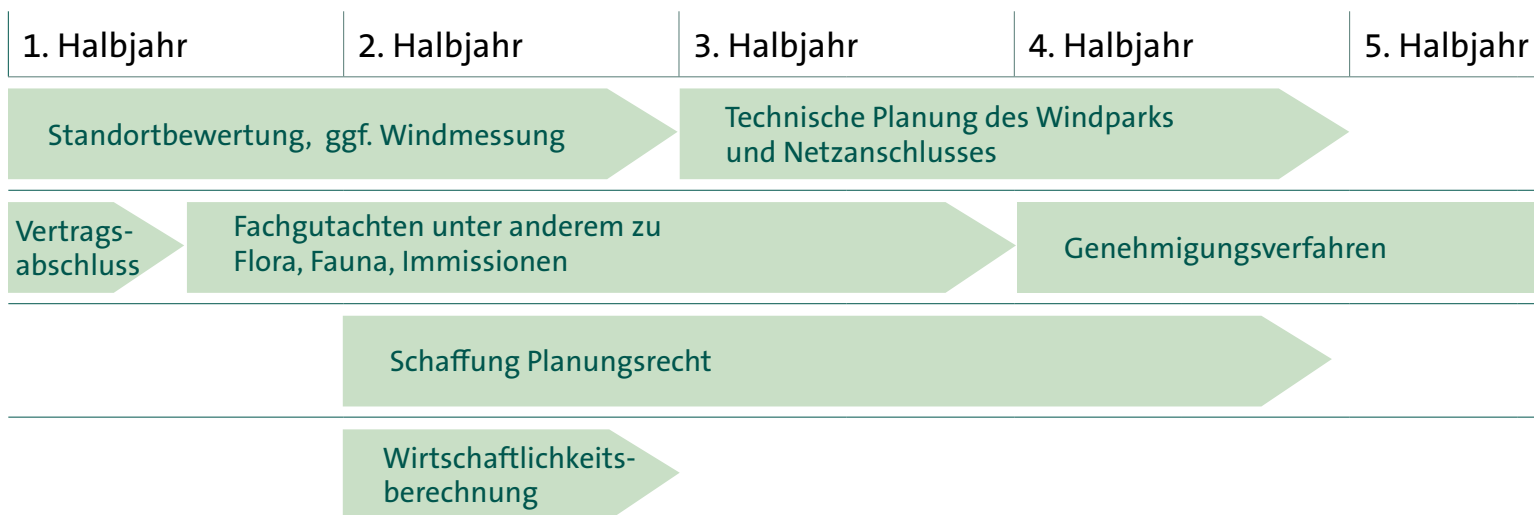 1. Halbjahr
2. Halbjahr
3. Halbjahr
4. Halbjahr
5. Halbjahr
Standortbewertung, ggf. Windmessung
Technische Planung des Windparks
und Netzanschlusses
Vertrags-
abschluss
Fachgutachten unter anderem zu
Flora, Fauna, Immissionen
Genehmigungsverfahren
Schaffung Planungsrecht
Wirtschaftlichkeits-
berechnung